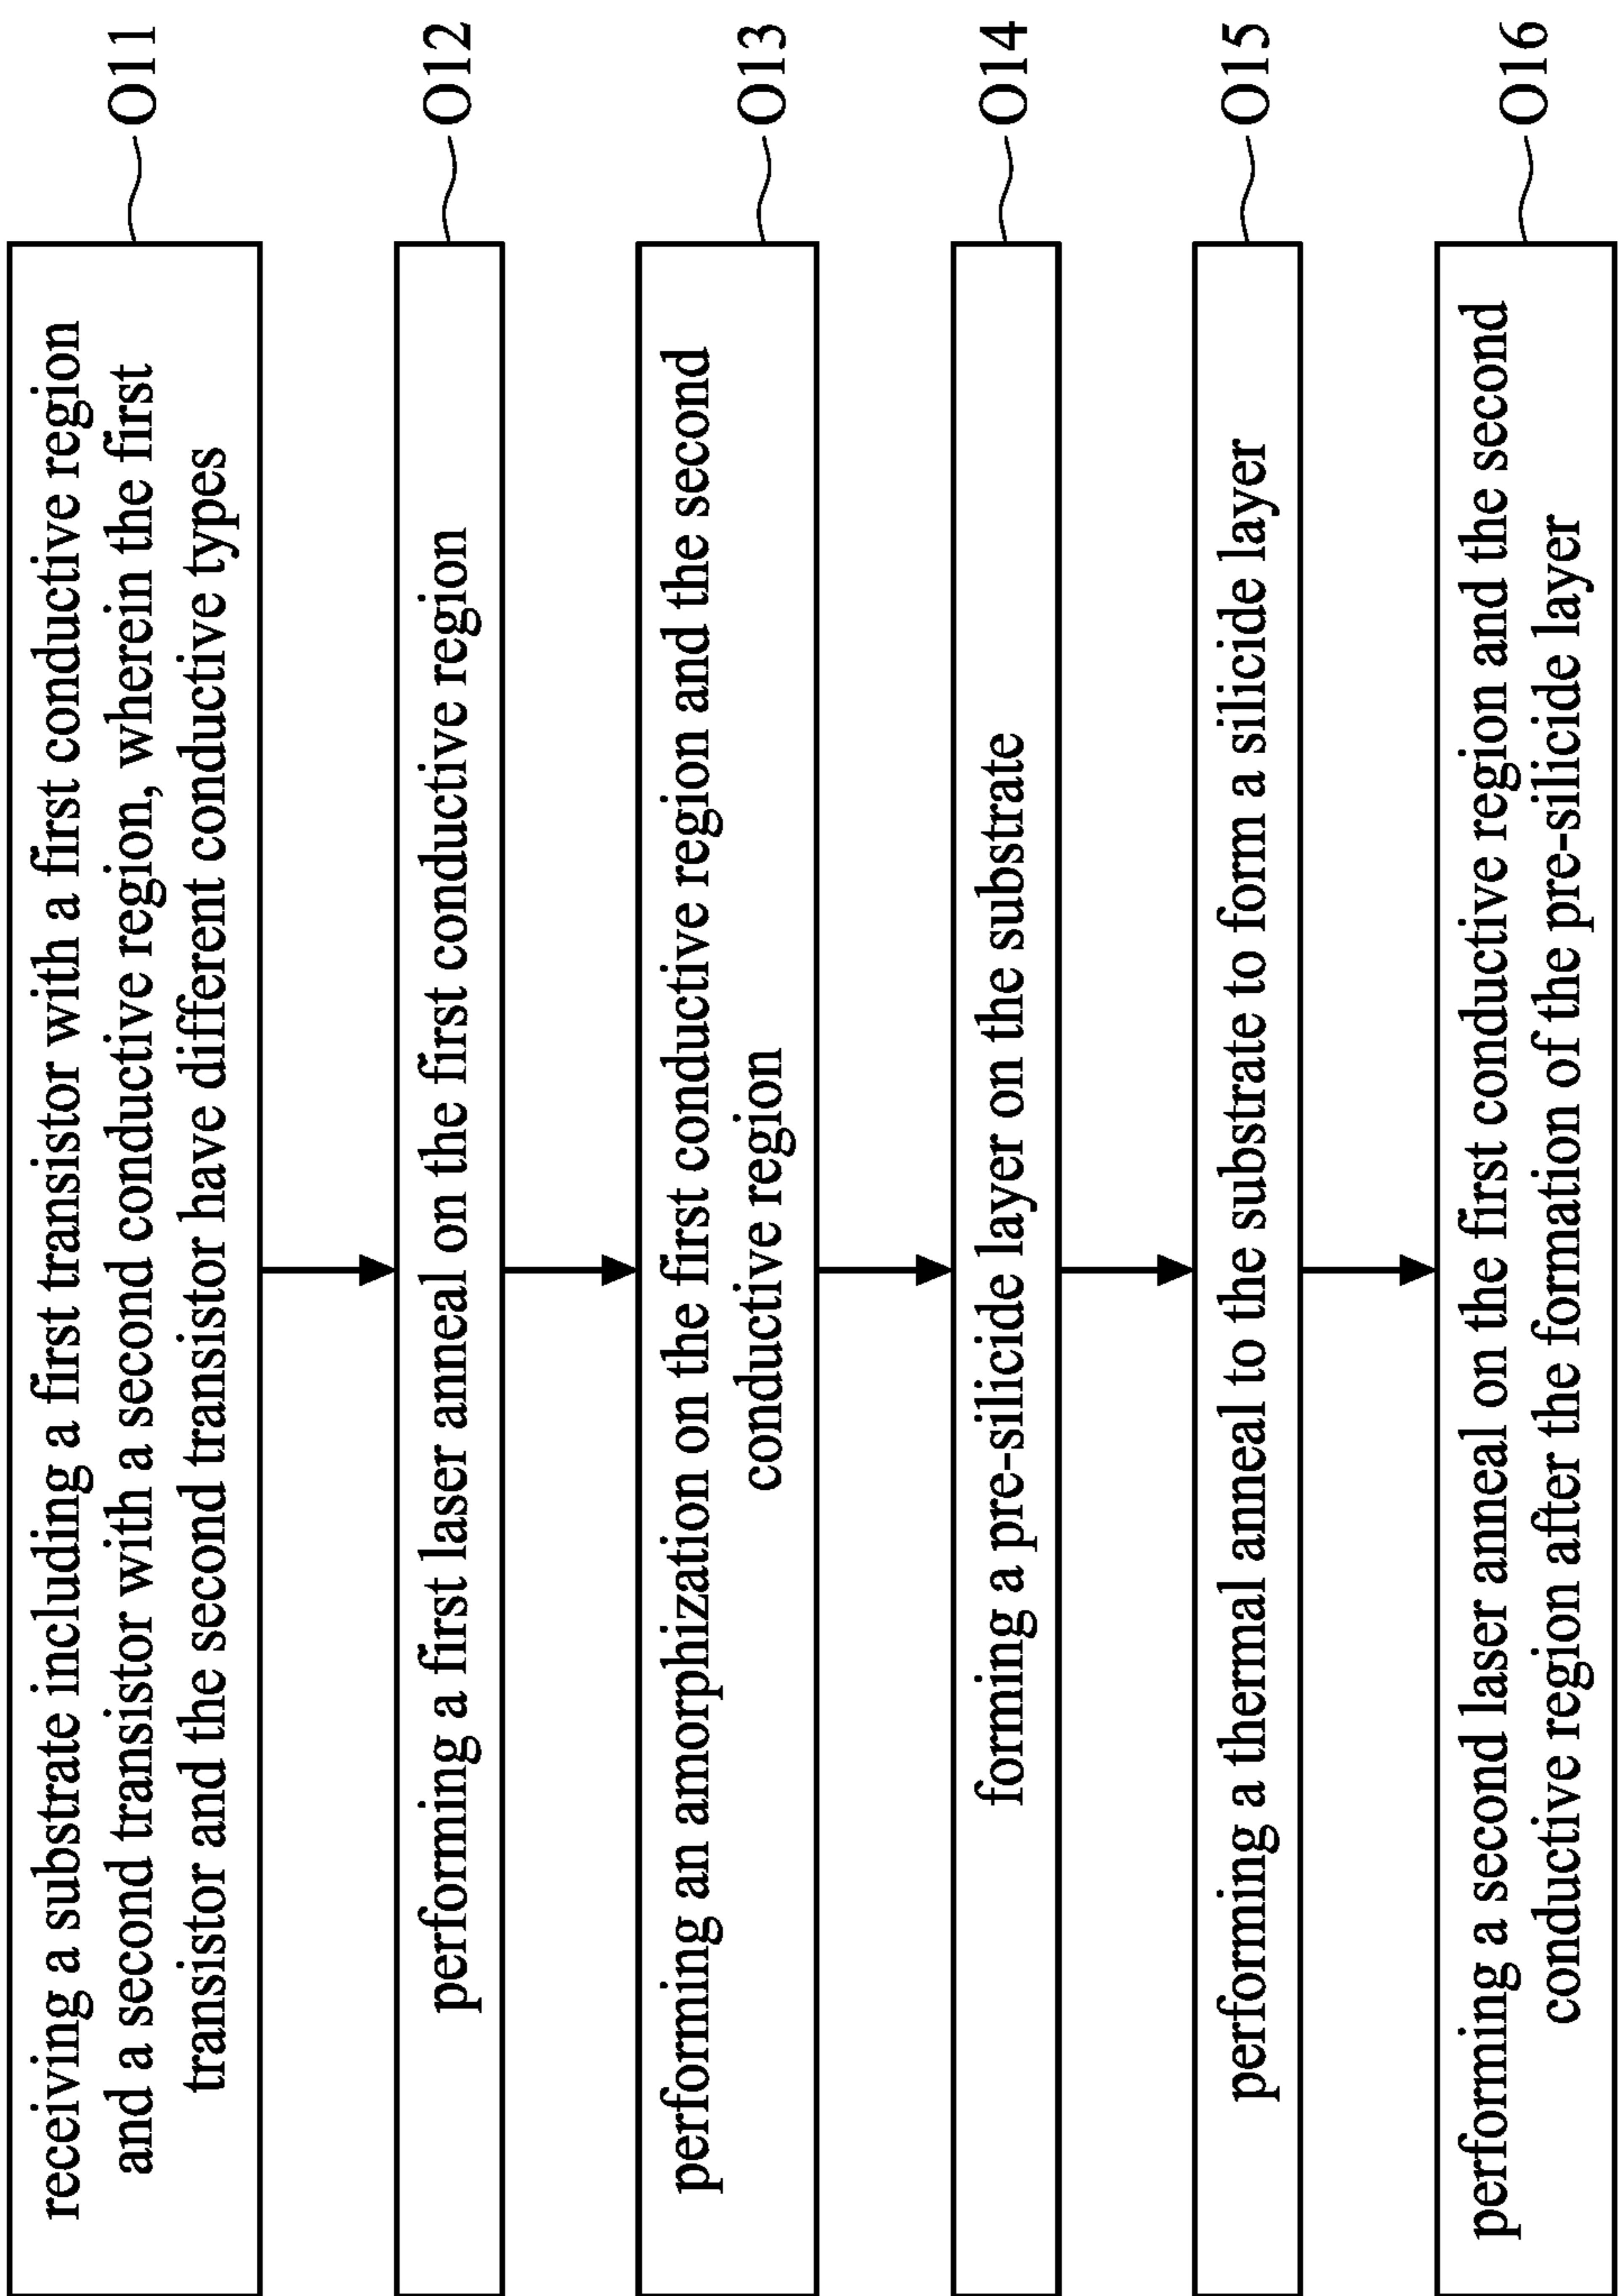 receiving a substrate including a first transistor with a first conductive region
and a second transistor with a second conductive region, wherein the first
transistor and the second transistor have different conductive types
O11
performing a first laser anneal on the first conductive region
O12
performing an amorphization on the first conductive region and the second
conductive region
O13
forming a pre-silicide layer on the substrate
O14
performing a thermal anneal to the substrate to form a silicide layer
O15
performing a second laser anneal on the first conductive region and the second
conductive region after the formation of the pre-silicide layer
O16